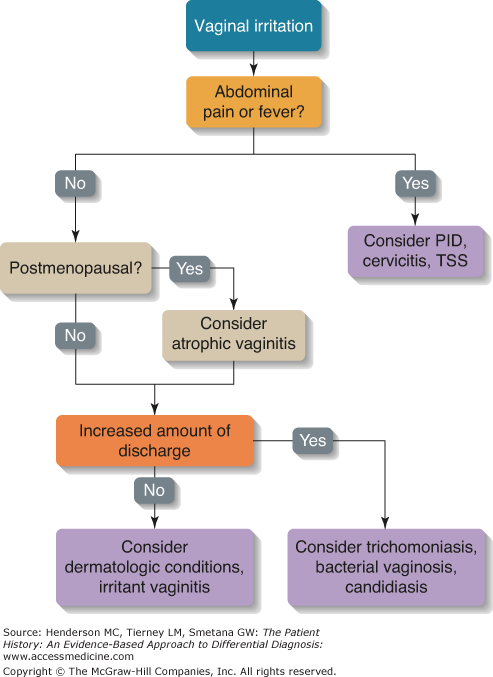 Vaginal irritation
Abdominal
pain or fever?
No
Yes
Consider PID,
cervicitis, TSS
Postmenopausal?
Yes
Consider
atrophic vaginitis
No
Increased amount of
discharge
Yes
No
Consider
dermatologic conditions,
irritant vaginitis
Consider trichomoniasis,
bacterial vaginosis,
candidiasis
Source: Henderson MC, Tierney LM, Smetana GW: The Patient
History: An Evidence-Based Approach to Differential Diagnosis:
www.accessmedicine.com
Copyright © The McGraw-Hill Companies, Inc. All rights reserved.